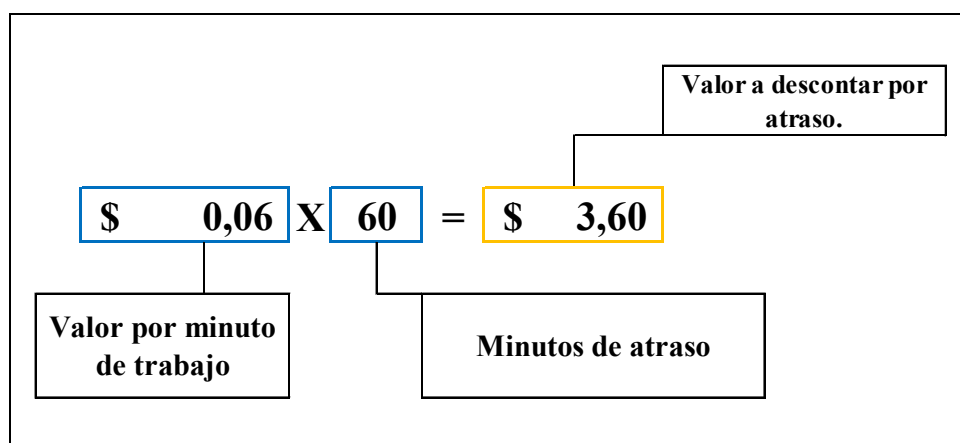 Valor a descontar por
atraso.
$ 0,06 X 60 = $ 3,60
Valor por minuto
de trabajo
Minutos de atraso